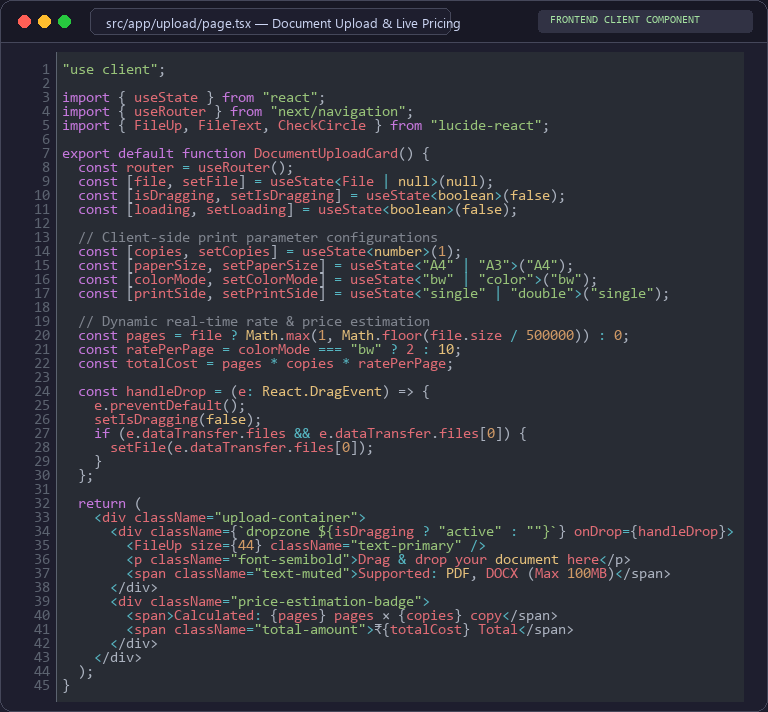 src/app/upload/page.tsx — Document Upload & Live Pricing
FRONTEND CLIENT COMPONENT
1 "use client";
2
3 import { useState } from "react";
4 import { useRouter } from "next/navigation";
5 import { FileUp, FileText, CheckCircle } from "lucide-react";
6
7 export default function DocumentUploadCard() {
8   const router = useRouter();
9   const [file, setFile] = useState<File | null>(null);
10   const [isDragging, setIsDragging] = useState<boolean>(false);
11   const [loading, setLoading] = useState<boolean>(false);
12
13   // Client-side print parameter configurations
14   const [copies, setCopies] = useState<number>(1);
15   const [paperSize, setPaperSize] = useState<"A4" | "A3">("A4");
16   const [colorMode, setColorMode] = useState<"bw" | "color">("bw");
17   const [printSide, setPrintSide] = useState<"single" | "double">("single");
18
19   // Dynamic real-time rate & price estimation
20   const pages = file ? Math.max(1, Math.floor(file.size / 500000)) : 0;
21   const ratePerPage = colorMode === "bw" ? 2 : 10;
22   const totalCost = pages * copies * ratePerPage;
23
24   const handleDrop = (e: React.DragEvent) => {
25     e.preventDefault();
26     setIsDragging(false);
27     if (e.dataTransfer.files && e.dataTransfer.files[0]) {
28       setFile(e.dataTransfer.files[0]);
29     }
30   };
31
32   return (
33     <div className="upload-container">
34       <div className={`dropzone ${isDragging ? "active" : ""}`} onDrop={handleDrop}>
35         <FileUp size={44} className="text-primary" />
36         <p className="font-semibold">Drag & drop your document here</p>
37         <span className="text-muted">Supported: PDF, DOCX (Max 100MB)</span>
38       </div>
39       <div className="price-estimation-badge">
40         <span>Calculated: {pages} pages × {copies} copy</span>
41         <span className="total-amount">₹{totalCost} Total</span>
42       </div>
43     </div>
44   );
45 }